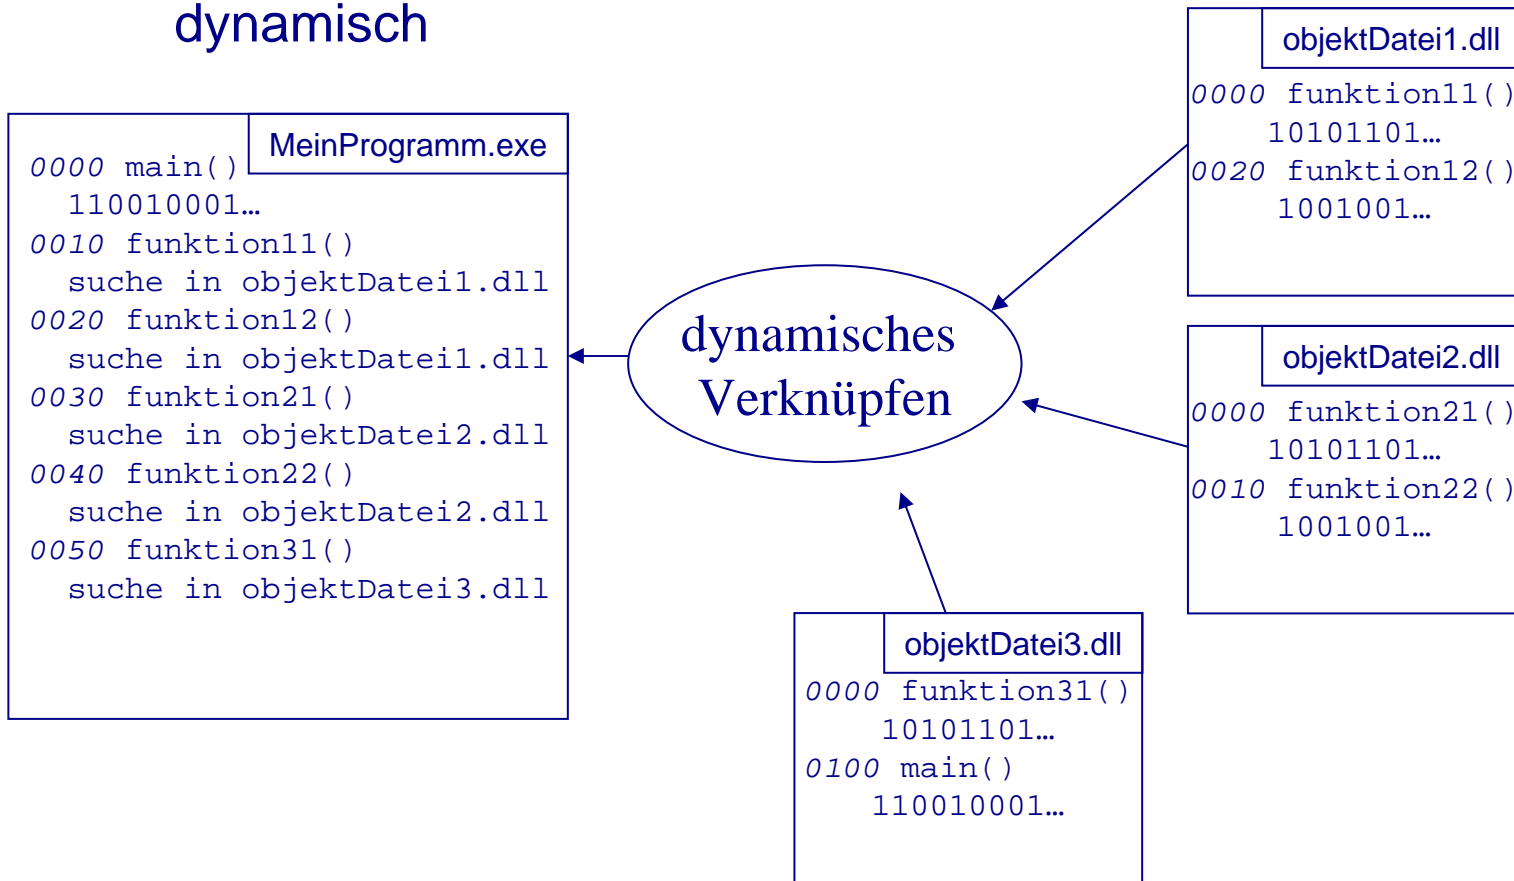 dynamisch
MeinProgramm.exe
0000 main()
110010001…
0010 funktion11()
suche in objektDatei1.dll
0020 funktion12()
suche in objektDatei1.dll
0030 funktion21()
suche in objektDatei2.dll
0040 funktion22()
suche in objektDatei2.dll
0050 funktion31()
suche in objektDatei3.dll
dynamisches
Verknüpfen
objektDatei1.dll
0000 funktion11()
10101101…
0020 funktion12()
1001001…
objektDatei2.dll
0000 funktion21()
10101101…
0010 funktion22()
1001001…
objektDatei3.dll
0000 funktion31()
10101101…
0100 main()
110010001…